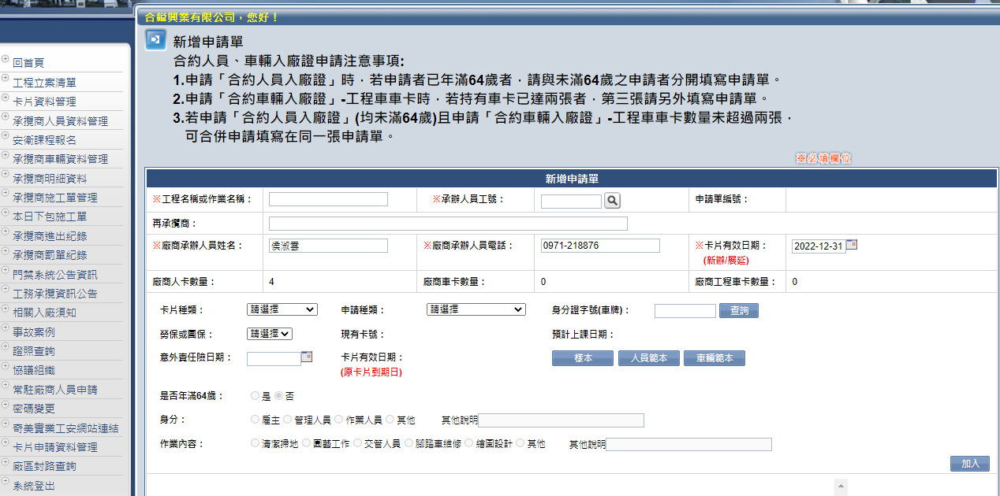 合鎰興業有限公司，您好！
新增申請單
合約人員、車輛入廠證申請注意事項:
1.申請「合約人員入廠證」時，若申請者已年滿64歲者，請與未滿64歲之申請者分開填寫申請單。
2.申請「合約車輛入廠證」-工程車車卡時，若持有車卡已達兩張者，第三張請另外填寫申請單。
3.若申請「合約人員入廠證」(均未滿64歲)且申請「合約車輛入廠證」-工程車車卡數量未超過兩張，
可合併申請填寫在同一張申請單。
※必填欄位
回首頁
工程立案清單
卡片資料管理
承攬商人員資料管理
安衛課程報名
承攬商車輛資料管理
承攬商明細資料
承攬商施工單管理
本日下包施工單
承攬商進出紀錄
承攬商罰單紀錄
門禁系統公告資訊
工務承攬資訊公告
相關入廠須知
事故案例
證照查詢
協議組織
常駐廠商人員申請
密碼變更
奇美實業工安網站連結
卡片申請資料管理
廠區封路查詢
系統登出
新增申請單
※工程名稱或作業名稱： ※承辦人員工號： 申請單編號：
再承攬商：
※廠商承辦人員姓名： 侯淑雲 ※廠商承辦人員電話： 0971-218876 ※卡片有效日期： 2022-12-31
(新辦/展延)
廠商人卡數量： 4 廠商車卡數量： 0 廠商工程車卡數量： 0
卡片種類： 請選擇 申請種類： 請選擇 身分證字號(車牌)： 查詢
勞保或團保： 請選擇 現有卡號： 預計上課日期：
意外責任險日期： 卡片有效日期： 樣本 人員範本 車輛範本
(原卡片到期日)
是否年滿64歲： 是 否
身分： 雇主 管理人員 作業人員 其他 其他說明
作業內容： 清潔掃地 園藝工作 交管人員 腳踏車維修 繪圖設計 其他 其他說明
加入